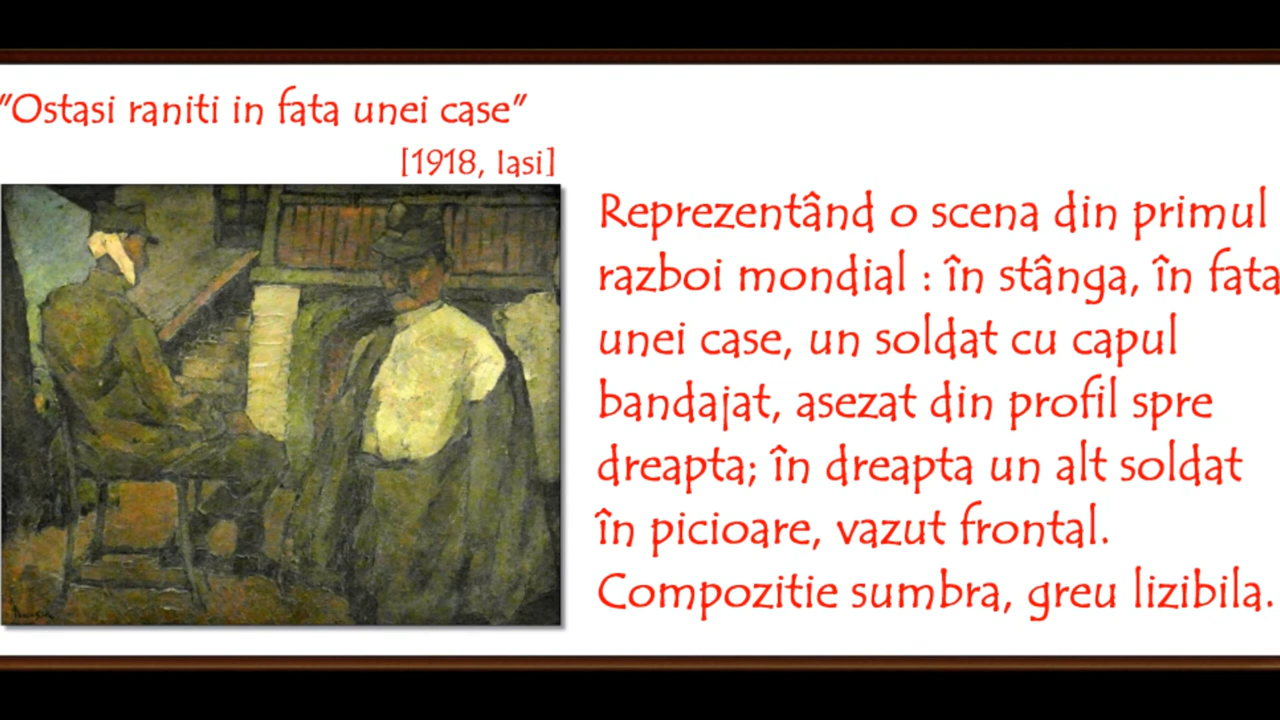 "Ostasi raniti in fata unei case"
[1918, Iasi]
Reprezentând o scena din primul
razboi mondial : în stânga, în fata
unei case, un soldat cu capul
bandajat, asezat din profil spre
dreapta; în dreapta un alt soldat
în picioare, vazut frontal.
Compozitie sumbra, greu lizibila.